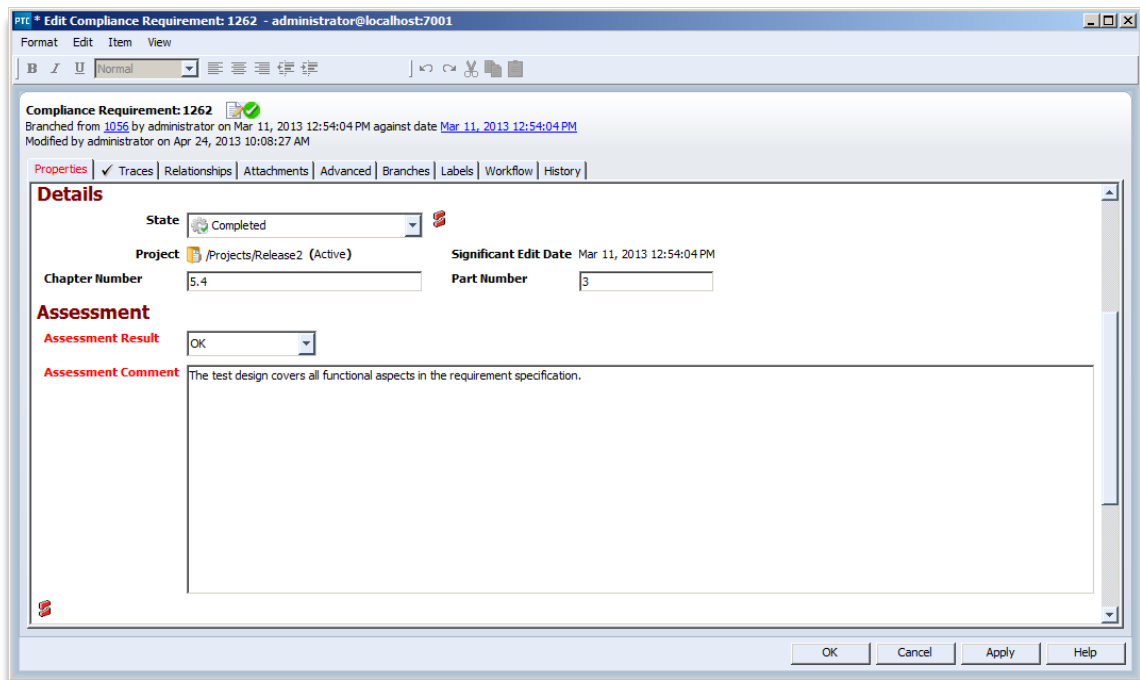 PTC * Edit Compliance Requirement: 1262 - administrator@localhost:7001
Format Edit Item View
B I U Normal
Compliance Requirement: 1262
Branched from 1056 by administrator on Mar 11, 2013 12:54:04 PM against date Mar 11, 2013 12:54:04 PM
Modified by administrator on Apr 24, 2013 10:08:27 AM
Properties Traces Relationships Attachments Advanced Branches Labels Workflow History
Details
State Completed
Project /Projects/Release2 (Active) Significant Edit Date Mar 11, 2013 12:54:04 PM
Chapter Number 5.4 Part Number 3
Assessment
Assessment Result OK
Assessment Comment The test design covers all functional aspects in the requirement specification.
OK Cancel Apply Help